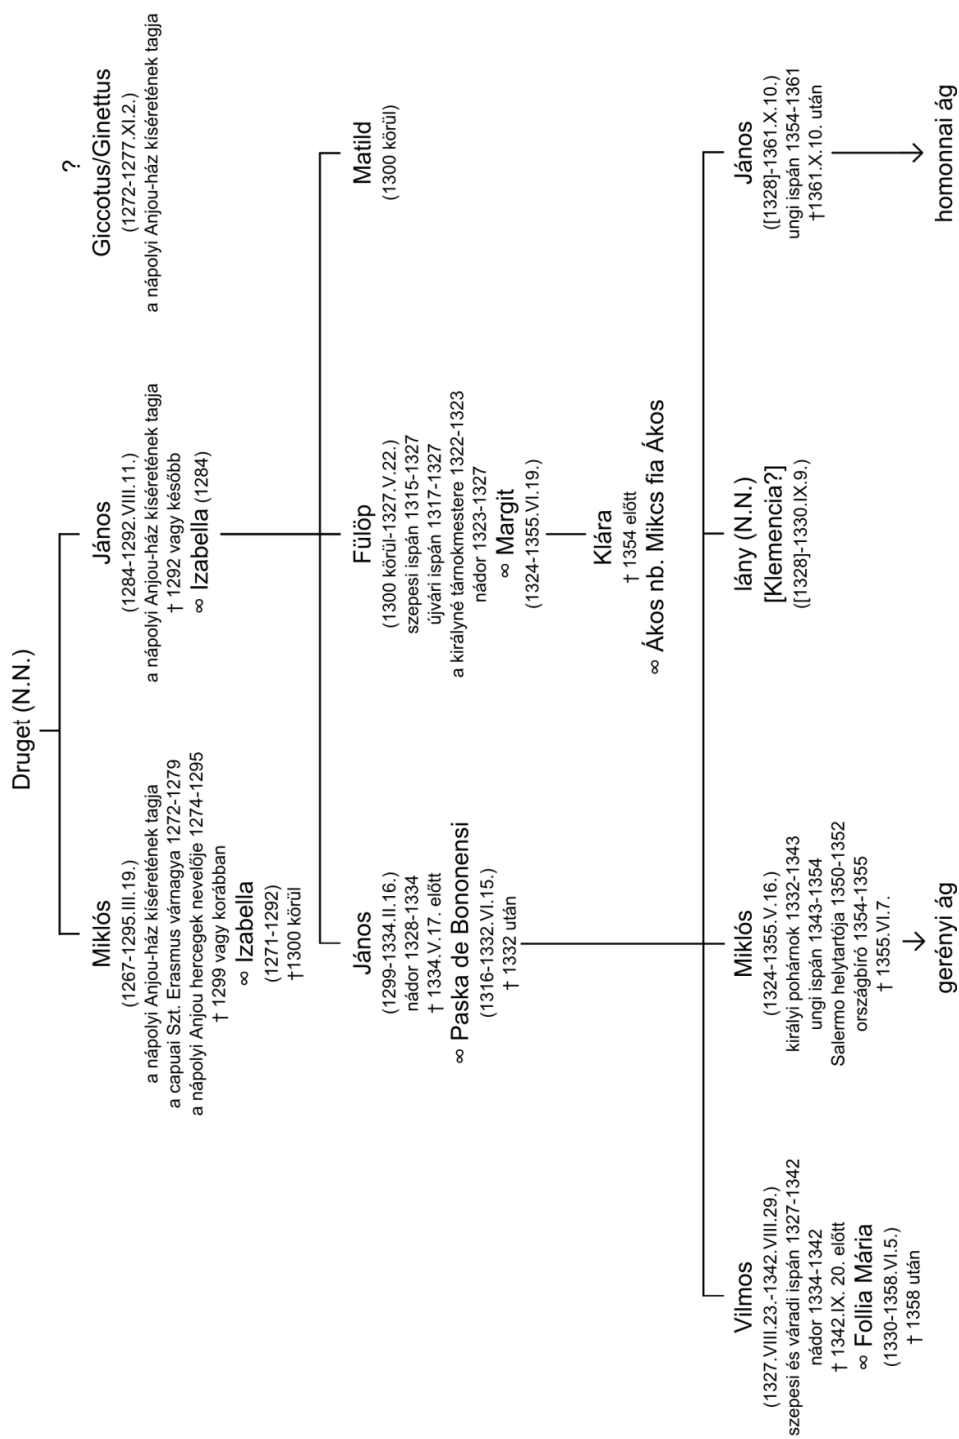 Druget (N.N.)
Miklós
(1267-1295.III.19.)
a nápolyi Anjou-ház kíséretének tagja
a capuai Szt. Erasmus várnagya 1272-1279
a nápolyi Anjou hercegek nevelője 1274-1295
† 1299 vagy korábban
∞ Izabella
(1271-1292)
†1300 körül
János
(1284-1292.VIII.11.)
a nápolyi Anjou-ház kíséretének tagja
† 1292 vagy később
∞ Izabella (1284)
?
Giccotus/Ginettus
(1272-1277.XI.2.)
a nápolyi Anjou-ház kíséretének tagja
János
(1299-1334.II.16.)
nádor 1328-1334
† 1334.V.17. előtt
∞ Paska de Bononensi
(1316-1332.VI.15.)
† 1332 után
Fülöp
(1300 körül-1327.V.22.)
szepesi ispán 1315-1327
újvári ispán 1317-1327
a királyné tárnokmestere 1322-1323
nádor 1323-1327
∞ Margit
(1324-1355.VI.19.)
Matild
(1300 körül)
Klára
† 1354 előtt
∞ Ákos nb. Mikcs fia Ákos
Vilmos
(1327.VIII.23.-1342.VIII.29.)
szepesi és váradi ispán 1327-1342
nádor 1334-1342
† 1342.IX. 20. előtt
∞ Follia Mária
(1330-1358.VI.5.)
† 1358 után
Miklós
(1324-1355.V.16.)
királyi pohárnok 1332-1343
ungi ispán 1343-1354
Salermo helytartója 1350-1352
országbíró 1354-1355
† 1355.VI.7.
gerényi ág
lány (N.N.)
[Klemencia?]
([1328]-1330.IX.9.)
János
([1328]-1361.X.10.)
ungi ispán 1354-1361
†1361.X.10. után
homonnai ág